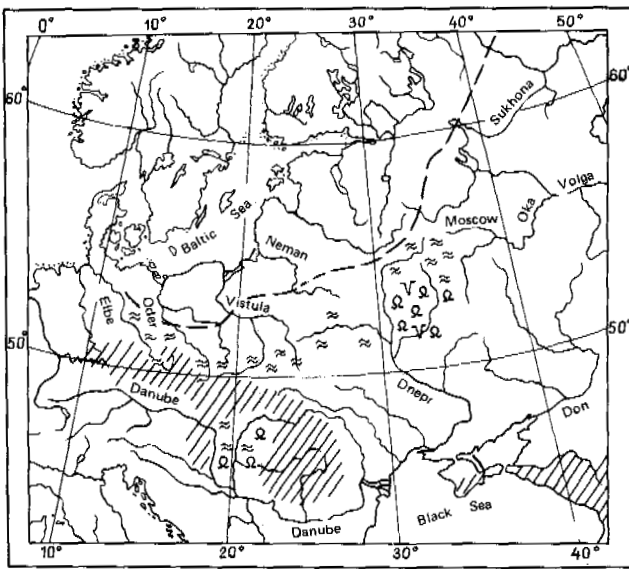 0° 10° 20° 30° 40° 50°
60° 60°
Sukhona
Volga
Oka
Moscow
Baltic Sea
Neman
Vistula
Oder
Elbe
50° 50°
Danube
Dnepr
Don
Black Sea
Danube
10° 20° 30° 40°